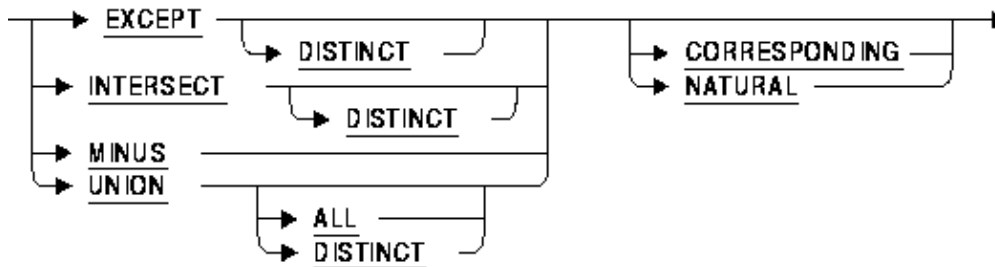 EXCEPT
DISTINCT
CORRESPONDING
INTERSECT
NATURAL
DISTINCT
MINUS
UNION
ALL
DISTINCT